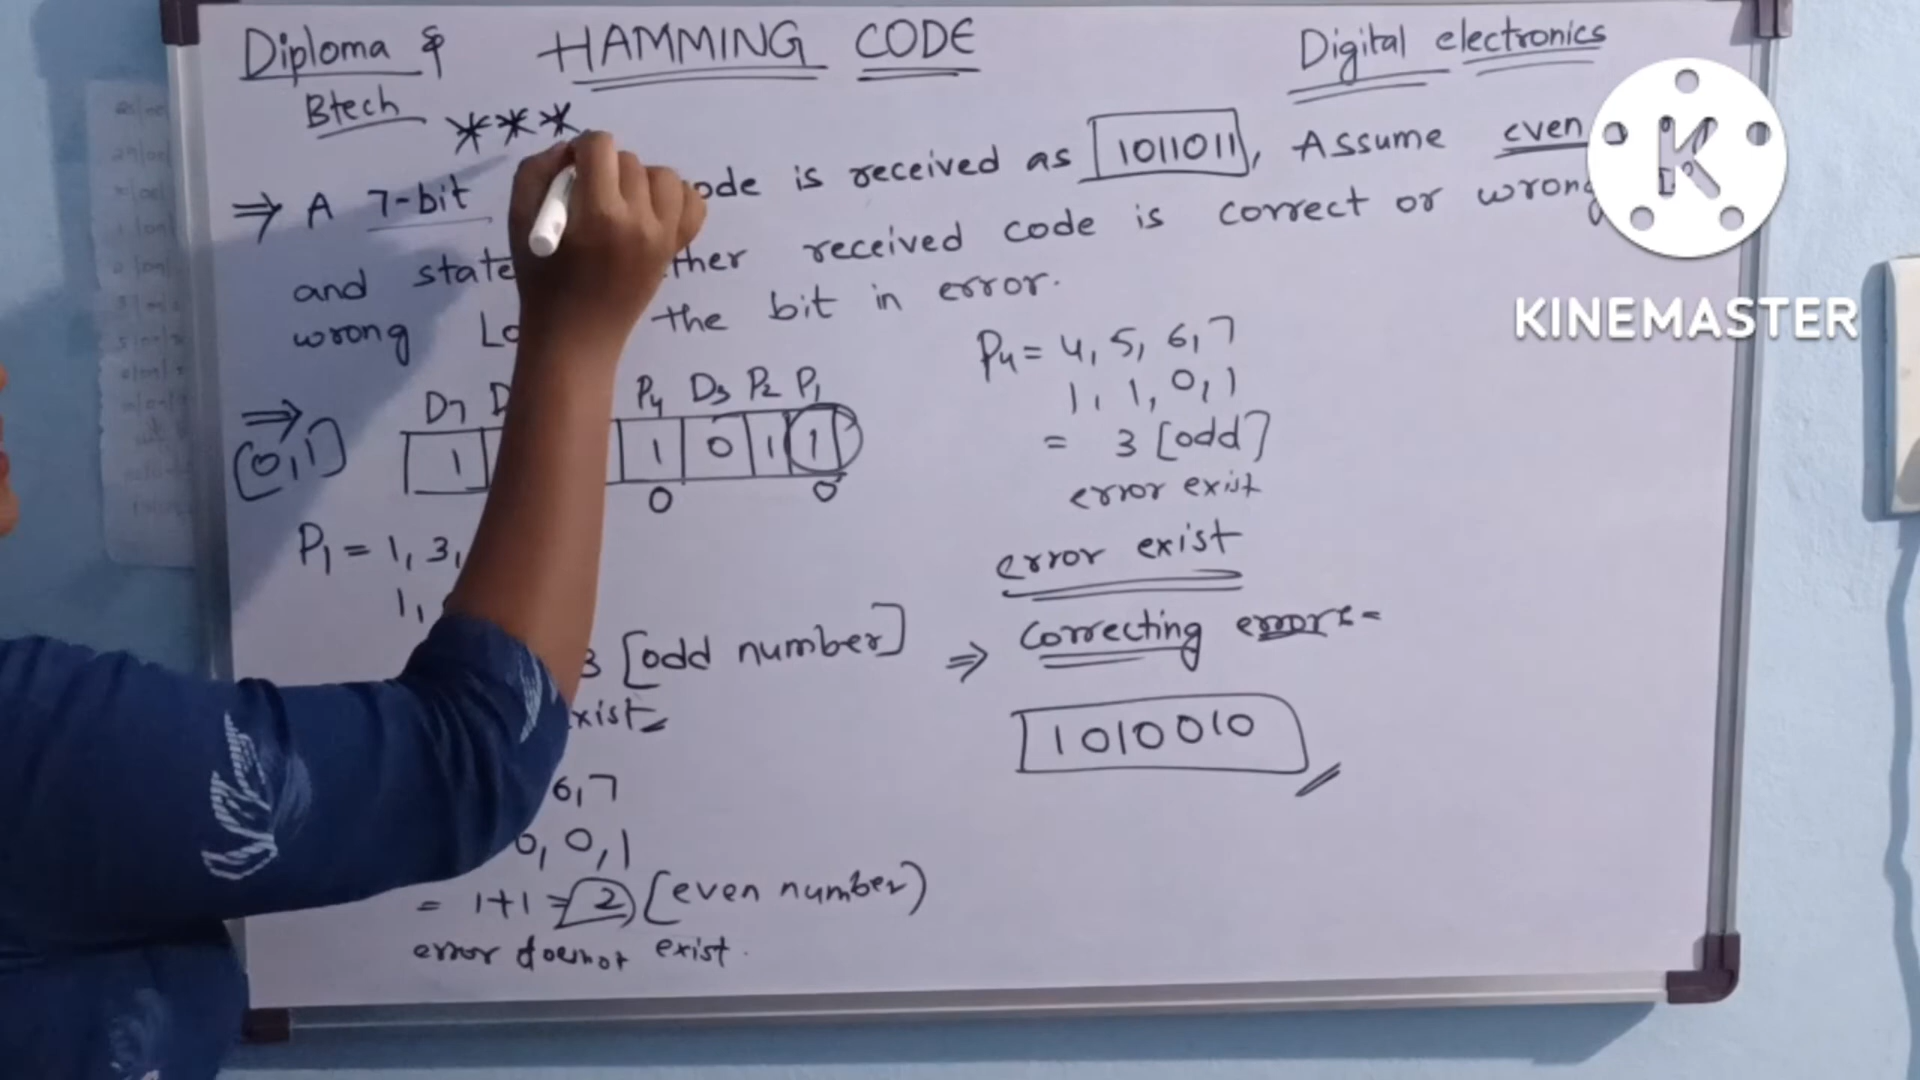 Diploma &
Btech
HAMMING CODE
Digital electronics
***
⇒ A 7-bit ode is received as 1011011, Assume even
and state ther received code is correct or wrong
wrong Lo the bit in error.
⇒
[0,1]
D7 D P4 D3 P2 P1
1 1 0 1 1
0 0
P1 = 1, 3,
1,
3 [odd number]
xist
6,7
0, 0, 1
= 1+1 = 2 (even number)
error doesnot exist.
P4 = 4, 5, 6, 7
1, 1, 0, 1
= 3 [odd]
error exist
error exist
⇒ Correcting errors-
1010010
K
KINEMASTER